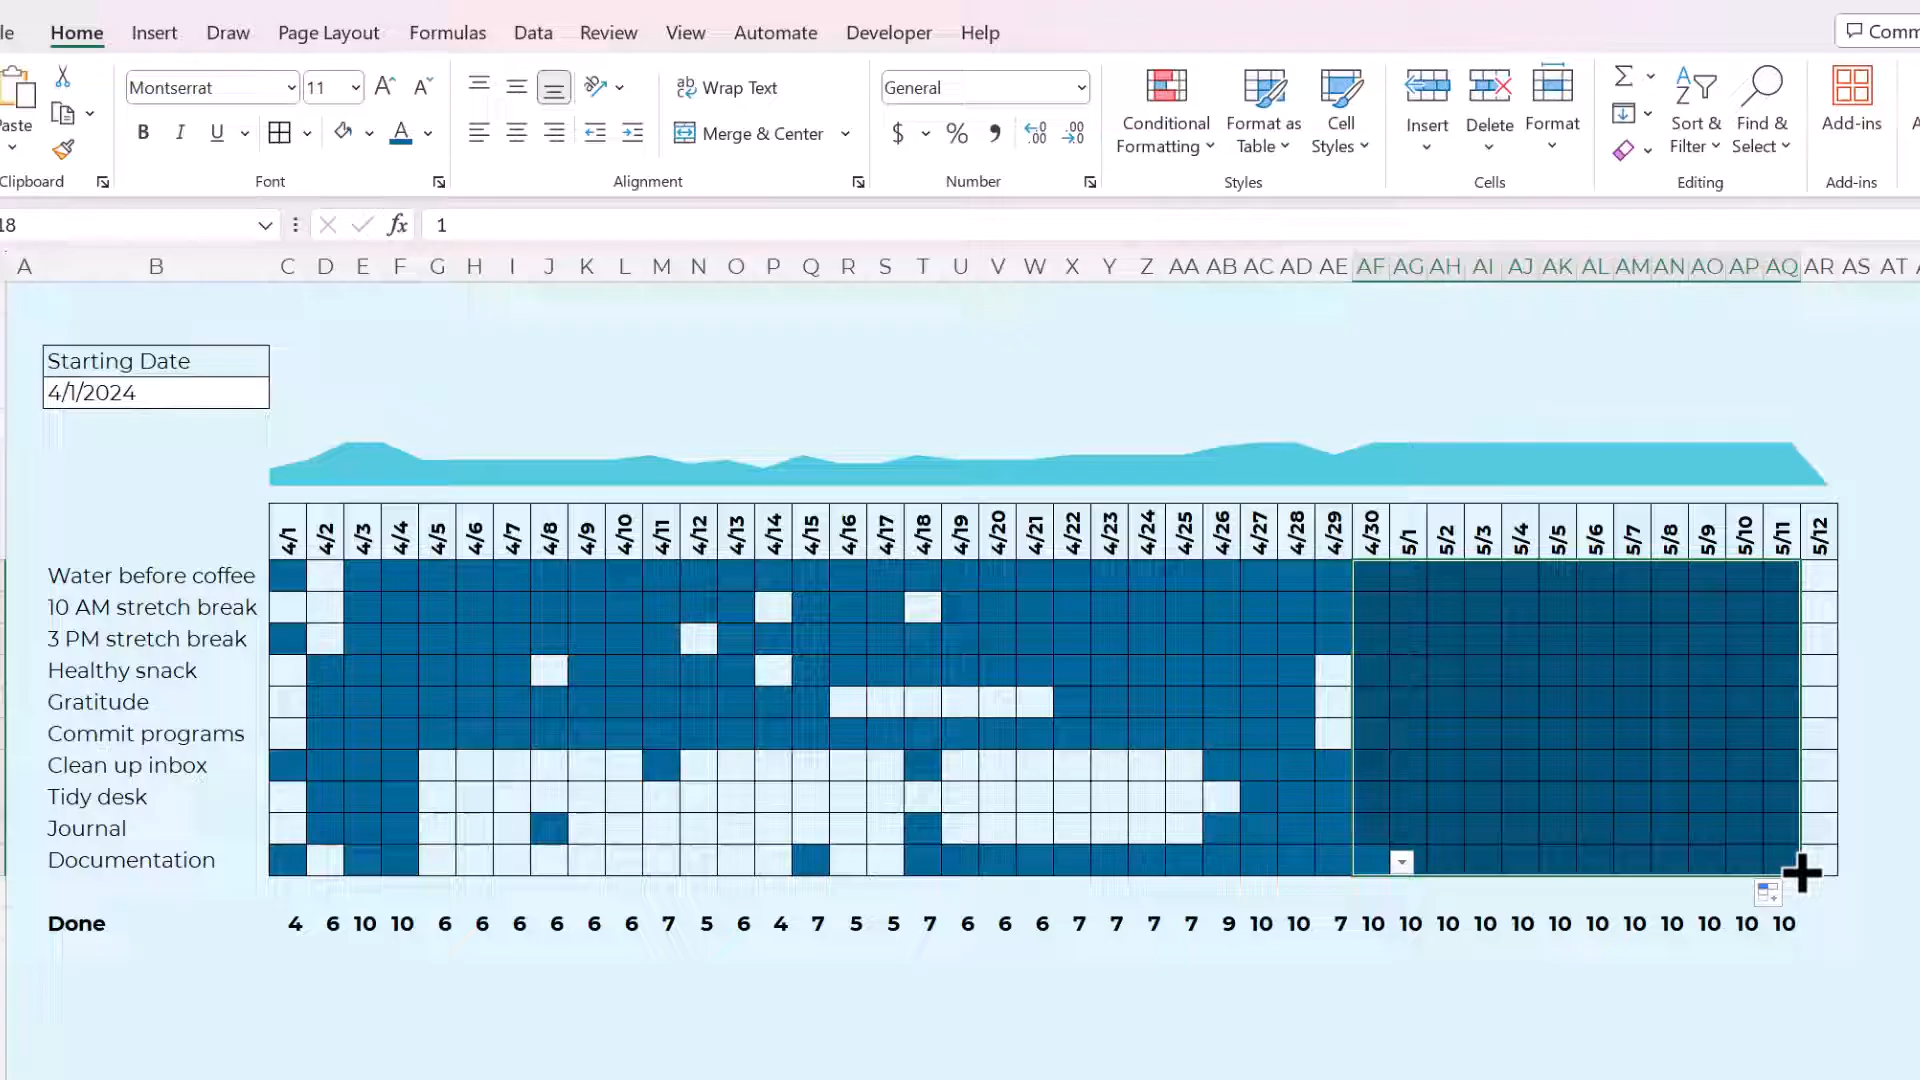 le Home Insert Draw Page Layout Formulas Data Review View Automate Developer Help Comm
Paste Montserrat 11 Wrap Text General Conditional Formatting Format as Table Cell Styles Insert Delete Format Sort & Filter Find & Select Add-ins
B I U A Merge & Center $ %
Clipboard Font Alignment Number Styles Cells Editing Add-ins
18 fx 1
A B C D E F G H I J K L M N O P Q R S T U V W X Y Z AA AB AC AD AE AF AG AH AI AJ AK AL AM AN AO AP AQ AR AS AT
Starting Date
4/1/2024
4/1 4/2 4/3 4/4 4/5 4/6 4/7 4/8 4/9 4/10 4/11 4/12 4/13 4/14 4/15 4/16 4/17 4/18 4/19 4/20 4/21 4/22 4/23 4/24 4/25 4/26 4/27 4/28 4/29 4/30 5/1 5/2 5/3 5/4 5/5 5/6 5/7 5/8 5/9 5/10 5/11 5/12
Water before coffee
10 AM stretch break
3 PM stretch break
Healthy snack
Gratitude
Commit programs
Clean up inbox
Tidy desk
Journal
Documentation
Done 4 6 10 10 6 6 6 6 6 6 7 5 6 4 7 5 5 7 6 6 6 7 7 7 7 9 10 10 7 10 10 10 10 10 10 10 10 10 10 10 10